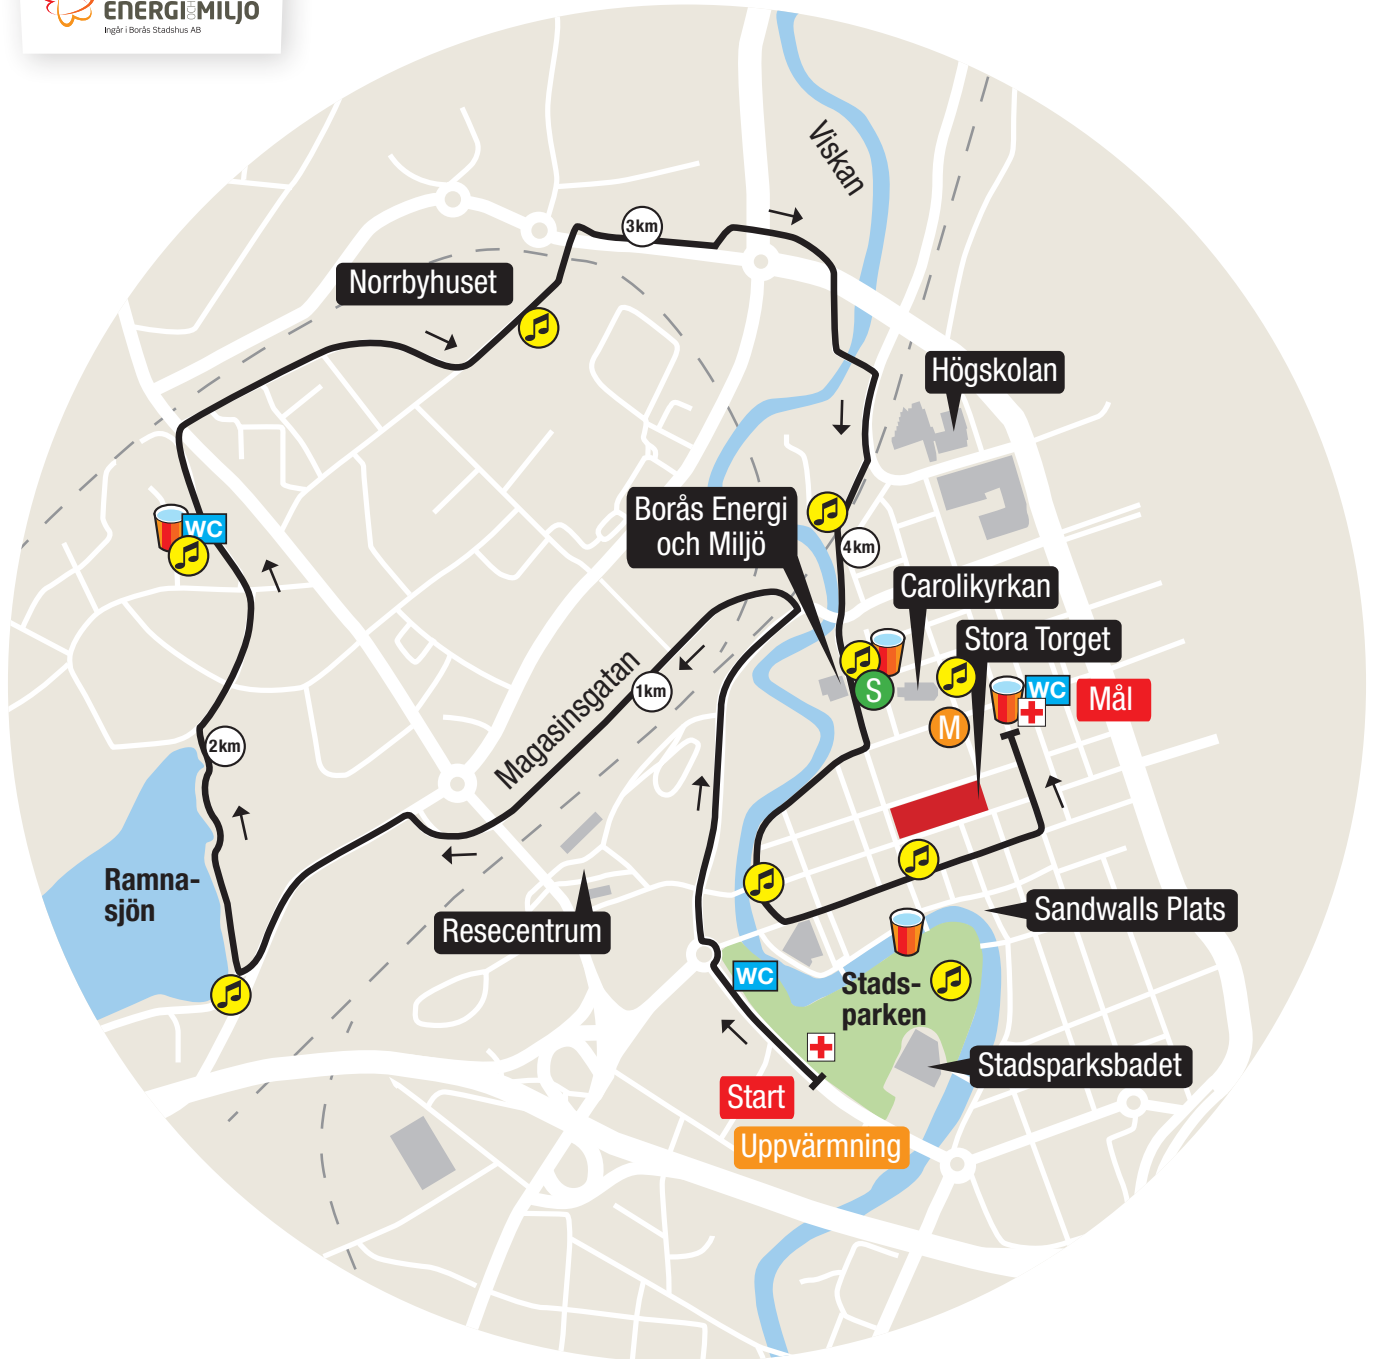 ENERGI OCH MILJÖ
Ingår i Borås Stadshus AB
Viskan
3km
Norrbyhuset
Högskolan
Borås Energi
och Miljö
4km
WC
Carolikyrkan
Stora Torget
Magasinsgatan
1km
S
WC
Mål
M
2km
Ramna-
sjön
Resecentrum
Sandwalls Plats
WC
Stads-
parken
Stadsparksbadet
Start
Uppvärmning